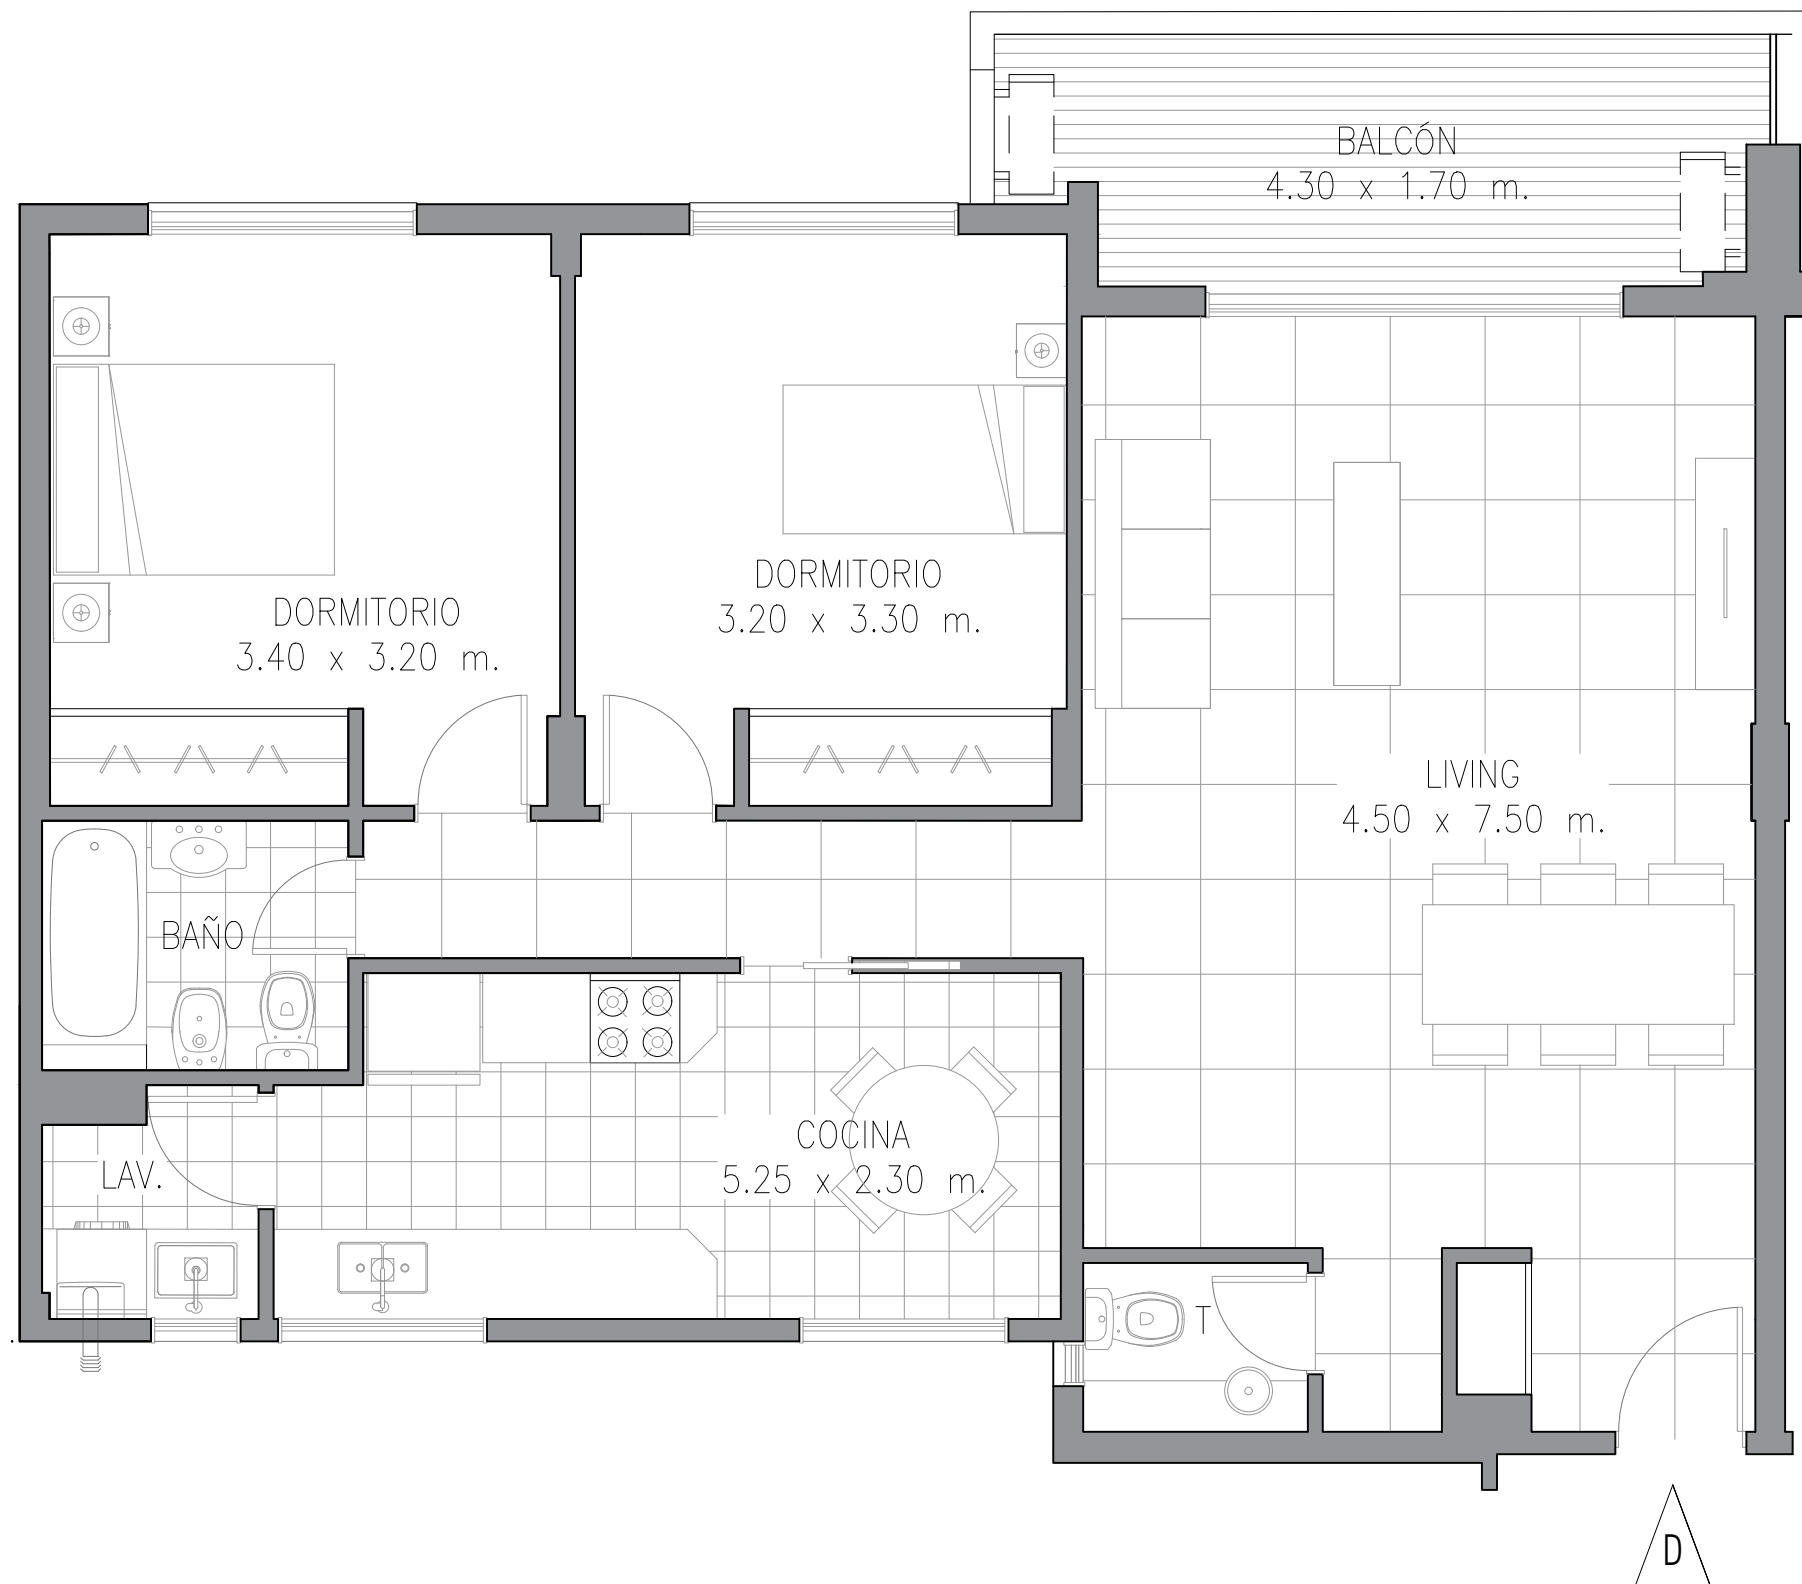 BALCÓN
4.30 x 1.70 m.
DORMITORIO
3.40 x 3.20 m.
DORMITORIO
3.20 x 3.30 m.
LIVING
4.50 x 7.50 m.
BAÑO
COCINA
5.25 x 2.30 m.
LAV.
T
D